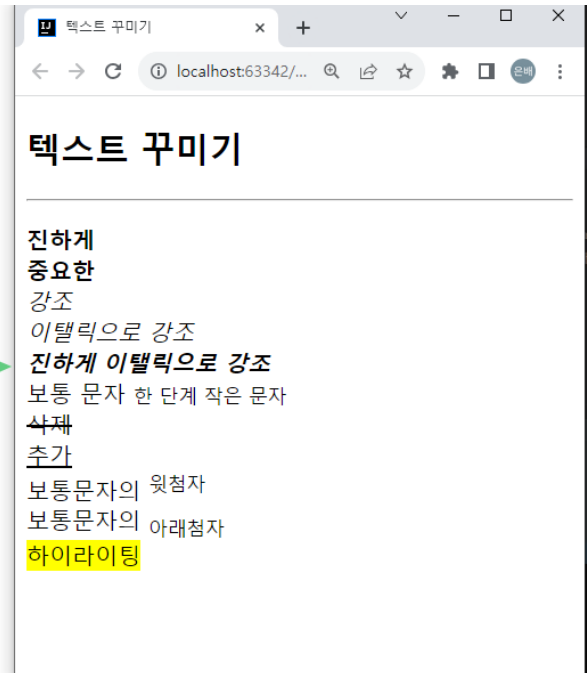 텍스트 꾸미기
localhost:63342/...
은배
텍스트 꾸미기
진하게
중요한
강조
이탤릭으로 강조
진하게 이탤릭으로 강조
보통 문자 한 단계 작은 문자
삭제
추가
보통문자의 윗첨자
보통문자의 아래첨자
하이라이팅